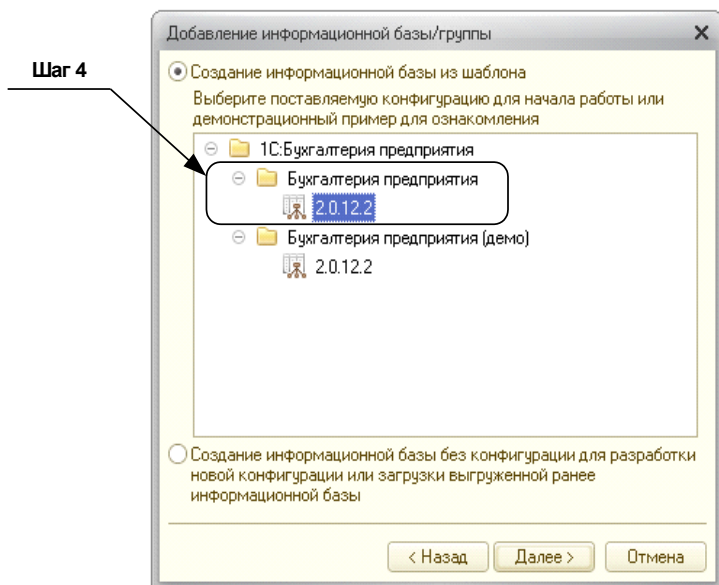 Добавление информационной базы/группы
Шаг 4
Создание информационной базы из шаблона
Выберите поставляемую конфигурацию для начала работы или
демонстрационный пример для ознакомления
1С:Бухгалтерия предприятия
Бухгалтерия предприятия
2.0.12.2
Бухгалтерия предприятия (демо)
2.0.12.2
Создание информационной базы без конфигурации для разработки
новой конфигурации или загрузки выгруженной ранее
информационной базы
< Назад Далее > Отмена